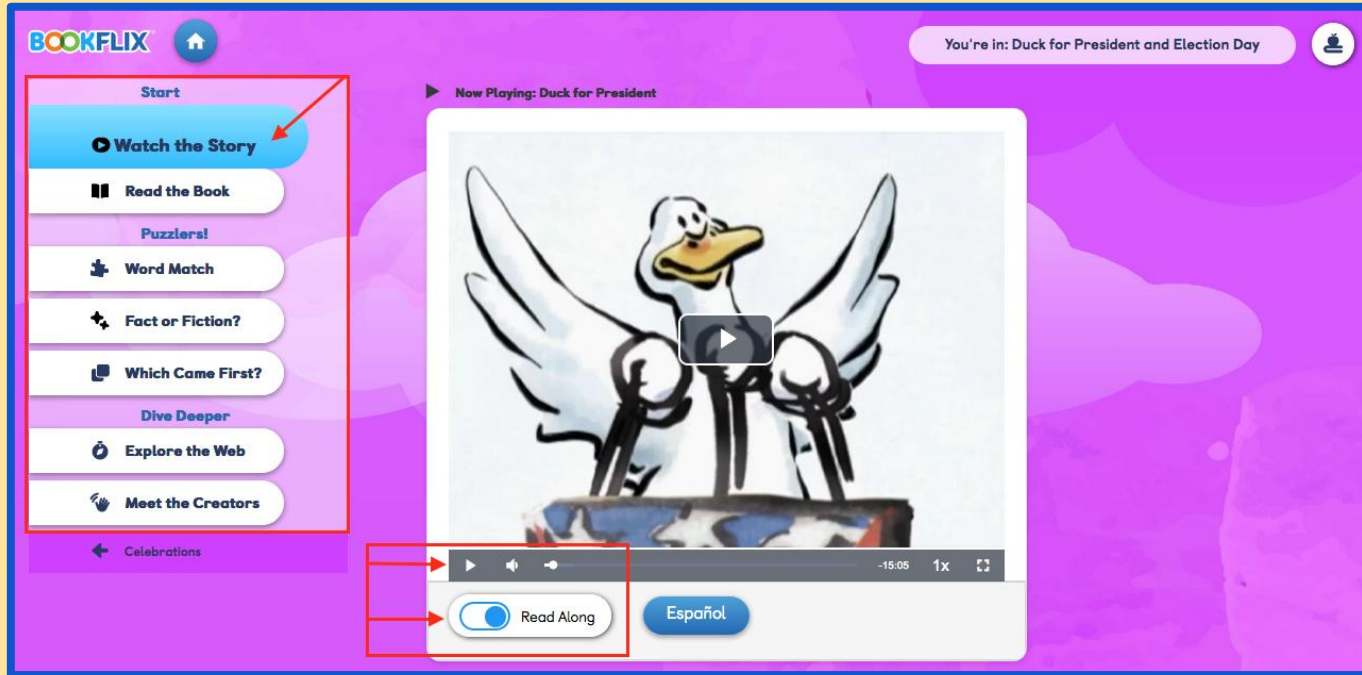 BOOKFLIX
You're in: Duck for President and Election Day
Start
Watch the Story
Read the Book
Puzzlers!
Word Match
Fact or Fiction?
Which Came First?
Dive Deeper
Explore the Web
Meet the Creators
Celebrations
Now Playing: Duck for President
-15:05 1x
Read Along
Español